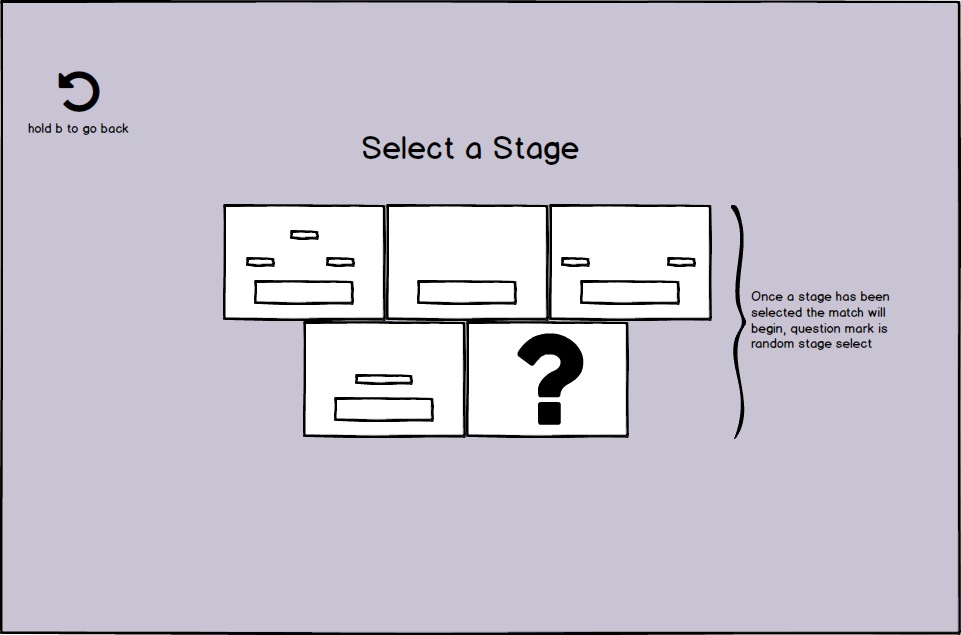 hold b to go back
Select a Stage
Once a stage has been
selected the match will
begin, question mark is
random stage select
?